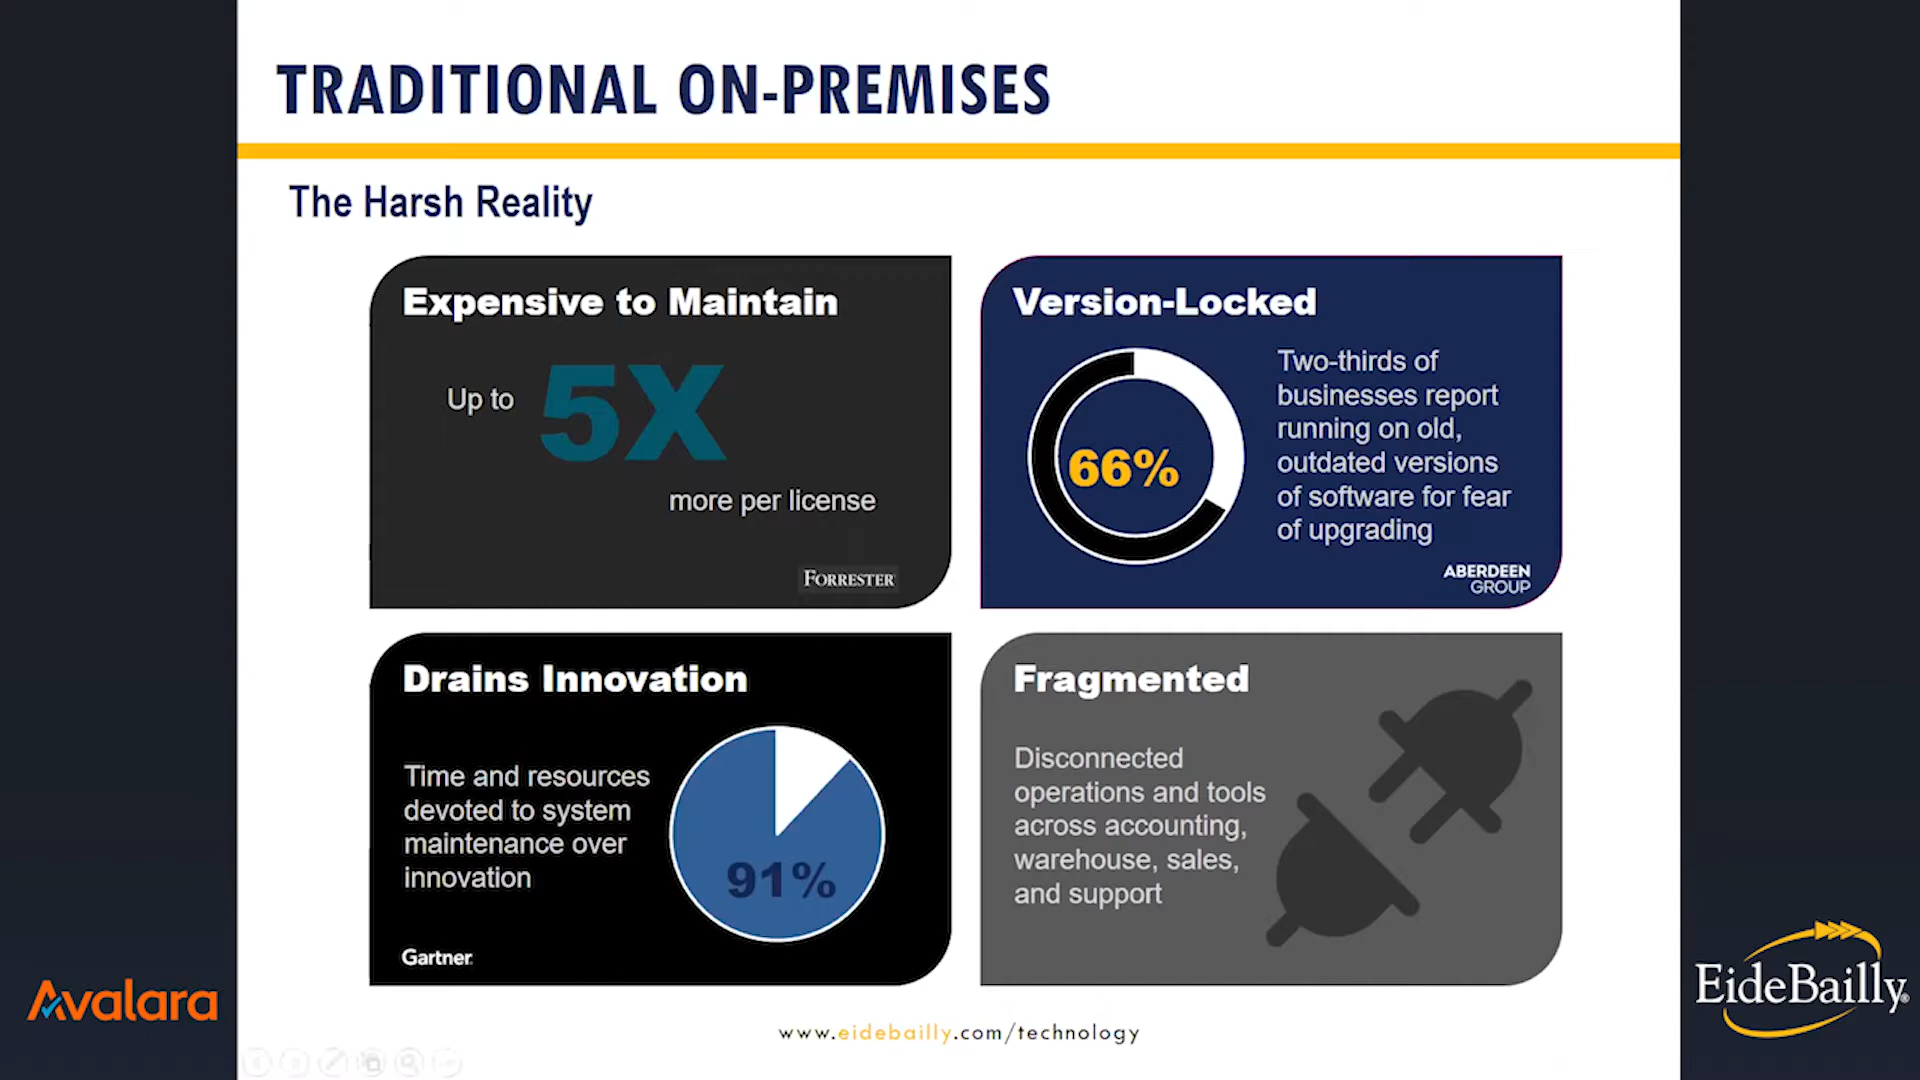 TRADITIONAL ON-PREMISES
The Harsh Reality
Expensive to Maintain
Up to 5X
more per license
FORRESTER
Version-Locked
66%
Two-thirds of
businesses report
running on old,
outdated versions
of software for fear
of upgrading
ABERDEEN
GROUP
Drains Innovation
Time and resources
devoted to system
maintenance over
innovation
91%
Gartner
Fragmented
Disconnected
operations and tools
across accounting,
warehouse, sales,
and support
www.eidebailly.com/technology
Avalara
EideBailly®